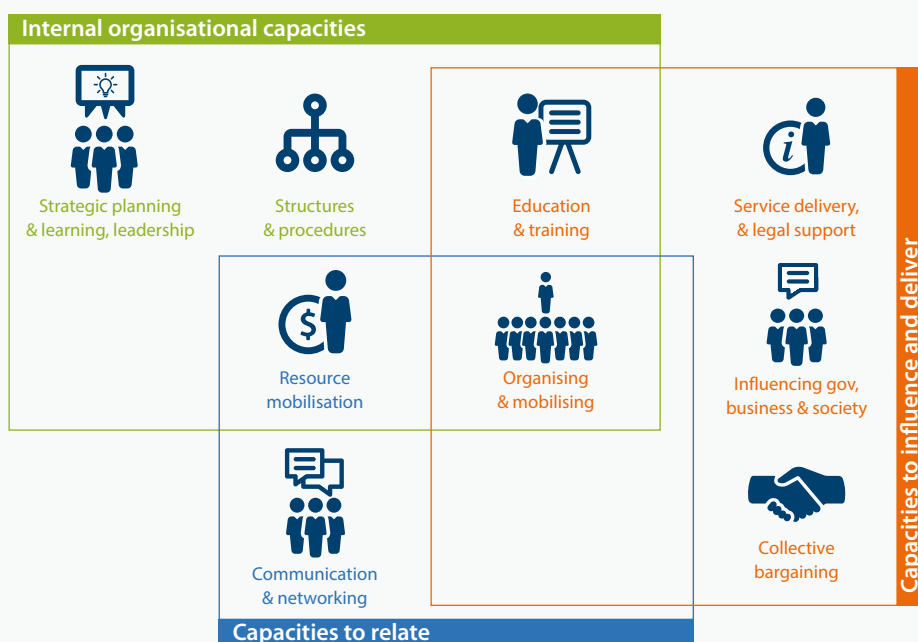 Internal organisational capacities
Strategic planning
& learning, leadership
Structures
& procedures
Education
& training
Service delivery,
& legal support
Resource
mobilisation
Organising
& mobilising
Influencing gov,
business & society
Communication
& networking
Collective
bargaining
Capacities to influence and deliver
Capacities to relate